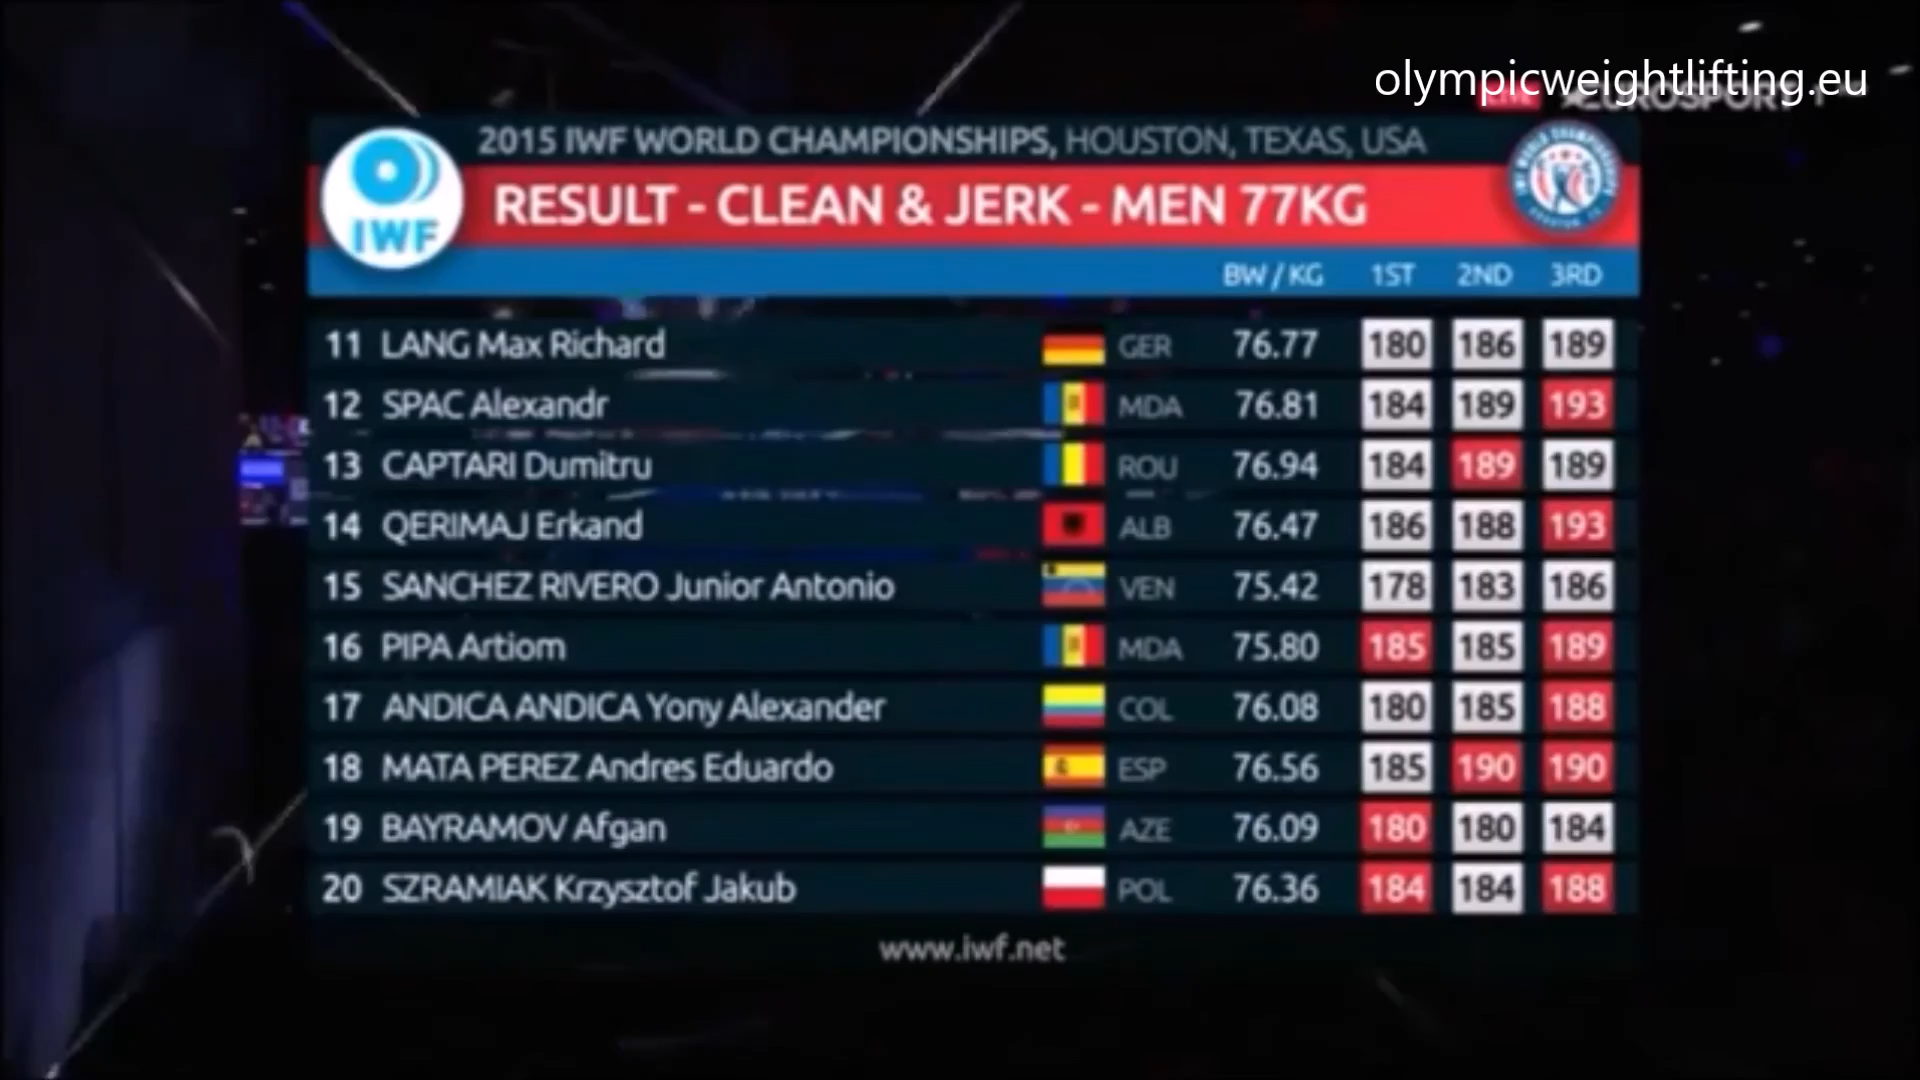 olympicweightlifting.eu
LIVE EUROSPORT 1
2015 IWF WORLD CHAMPIONSHIPS, HOUSTON, TEXAS, USA
IWF
RESULT - CLEAN & JERK - MEN 77KG
BW / KG 1ST 2ND 3RD
11 LANG Max Richard GER 76.77 180 186 189
12 SPAC Alexandr MDA 76.81 184 189 193
13 CAPTARI Dumitru ROU 76.94 184 189 189
14 QERIMAJ Erkand ALB 76.47 186 188 193
15 SANCHEZ RIVERO Junior Antonio VEN 75.42 178 183 186
16 PIPA Artiom MDA 75.80 185 185 189
17 ANDICA ANDICA Yony Alexander COL 76.08 180 185 188
18 MATA PEREZ Andres Eduardo ESP 76.56 185 190 190
19 BAYRAMOV Afgan AZE 76.09 180 180 184
20 SZRAMIAK Krzysztof Jakub POL 76.36 184 184 188
www.iwf.net